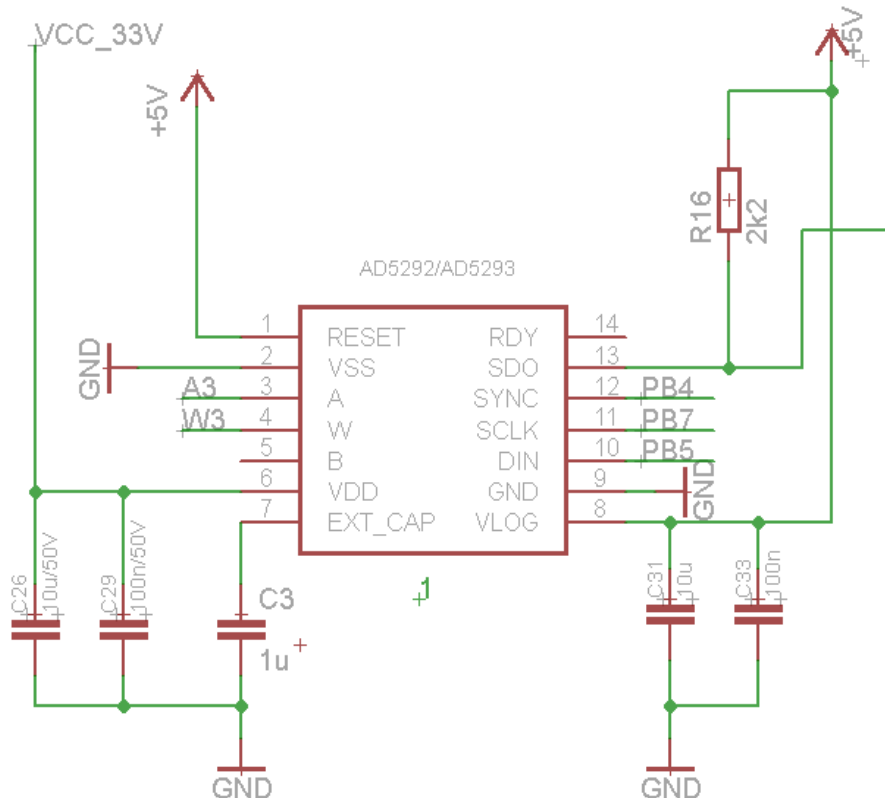 VCC_33V
+5V
+5V
R16
2k2
AD5292/AD5293
1 RESET RDY 14
GND 2 VSS SDO 13
A3 3 A SYNC 12 PB4
W3 4 W SCLK 11 PB7
5 B DIN 10 PB5
6 VDD GND 9 GND
7 EXT_CAP VLOG 8
C26 10u/50V
C29 100n/50V
C3
1u
1
C31 10u
C33 100n
GND
GND